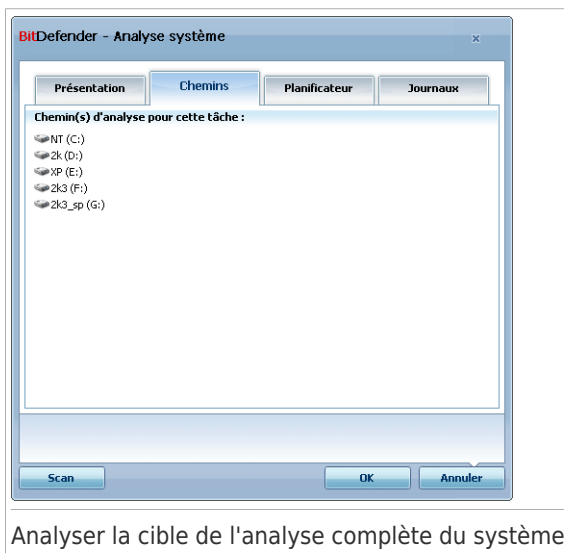 BitDefender - Analyse système
x
Présentation
Chemins
Planificateur
Journaux
Chemin(s) d'analyse pour cette tâche :
NT (C:)
2k (D:)
XP (E:)
2k3 (F:)
2k3_sp (G:)
Scan
OK
Annuler
Analyser la cible de l'analyse complète du système